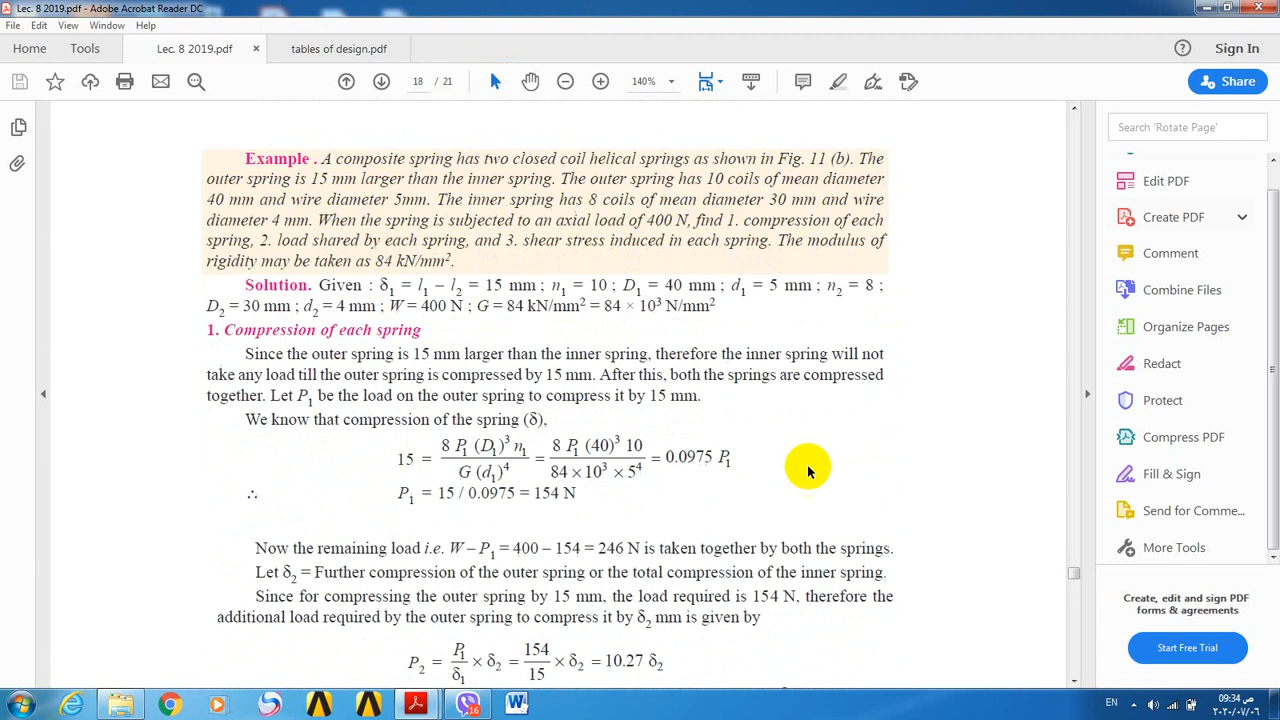 Lec. 8 2019.pdf - Adobe Acrobat Reader DC
File Edit View Window Help
Home Tools Lec. 8 2019.pdf × tables of design.pdf Sign In
18 / 21 140% Share
Search 'Rotate Page'
Edit PDF
Create PDF
Comment
Combine Files
Organize Pages
Redact
Protect
Compress PDF
Fill & Sign
Send for Comme...
More Tools
Create, edit and sign PDF
forms & agreements
Start Free Trial
Example . A composite spring has two closed coil helical springs as shown in Fig. 11 (b). The
outer spring is 15 mm larger than the inner spring. The outer spring has 10 coils of mean diameter
40 mm and wire diameter 5mm. The inner spring has 8 coils of mean diameter 30 mm and wire
diameter 4 mm. When the spring is subjected to an axial load of 400 N, find 1. compression of each
spring, 2. load shared by each spring, and 3. shear stress induced in each spring. The modulus of
rigidity may be taken as 84 kN/mm².
Solution. Given : δ₁ = l₁ – l₂ = 15 mm ; n₁ = 10 ; D₁ = 40 mm ; d₁ = 5 mm ; n₂ = 8 ;
D₂ = 30 mm ; d₂ = 4 mm ; W = 400 N ; G = 84 kN/mm² = 84 × 10³ N/mm²
1. Compression of each spring
Since the outer spring is 15 mm larger than the inner spring, therefore the inner spring will not
take any load till the outer spring is compressed by 15 mm. After this, both the springs are compressed
together. Let P₁ be the load on the outer spring to compress it by 15 mm.
We know that compression of the spring (δ),
15 = 8 P₁ (D₁)³ n₁ / G (d₁)⁴ = 8 P₁ (40)³ 10 / 84 × 10³ × 5⁴ = 0.0975 P₁
∴ P₁ = 15 / 0.0975 = 154 N
Now the remaining load i.e. W – P₁ = 400 – 154 = 246 N is taken together by both the springs.
Let δ₂ = Further compression of the outer spring or the total compression of the inner spring.
Since for compressing the outer spring by 15 mm, the load required is 154 N, therefore the
additional load required by the outer spring to compress it by δ₂ mm is given by
P₂ = P₁ / δ₁ × δ₂ = 154 / 15 × δ₂ = 10.27 δ₂
16 EN 09:34 ص
٢٠٢٠/٠٧/٠٦